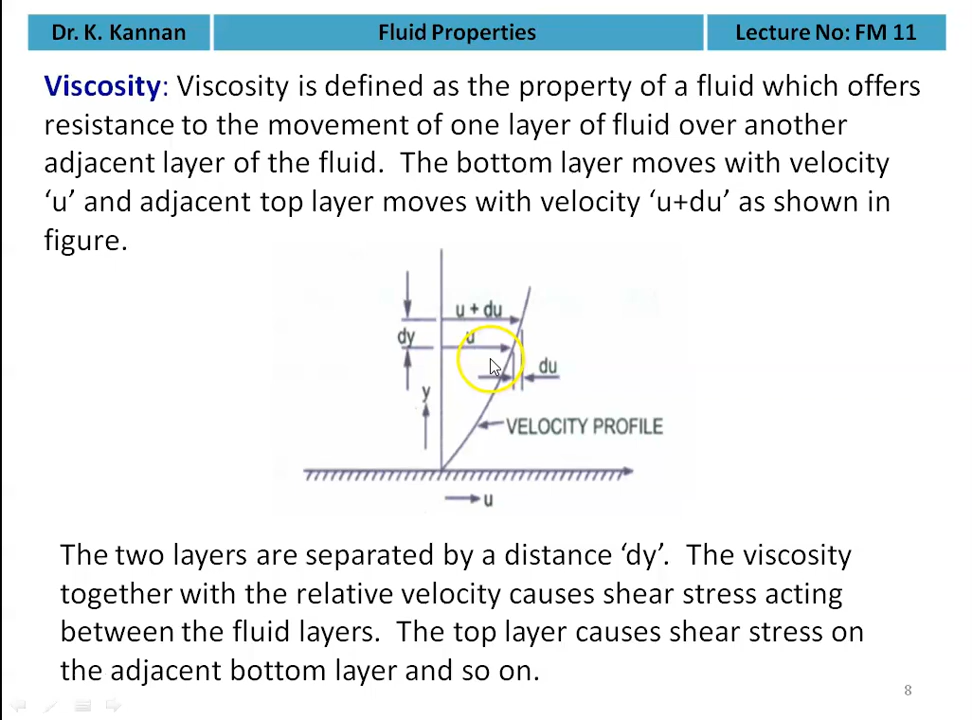 Dr. K. Kannan
Fluid Properties
Lecture No: FM 11
Viscosity: Viscosity is defined as the property of a fluid which offers
resistance to the movement of one layer of fluid over another
adjacent layer of the fluid. The bottom layer moves with velocity
‘u’ and adjacent top layer moves with velocity ‘u+du’ as shown in
figure.
u + du
dy
u
du
y
VELOCITY PROFILE
u
The two layers are separated by a distance ‘dy’. The viscosity
together with the relative velocity causes shear stress acting
between the fluid layers. The top layer causes shear stress on
the adjacent bottom layer and so on.
8